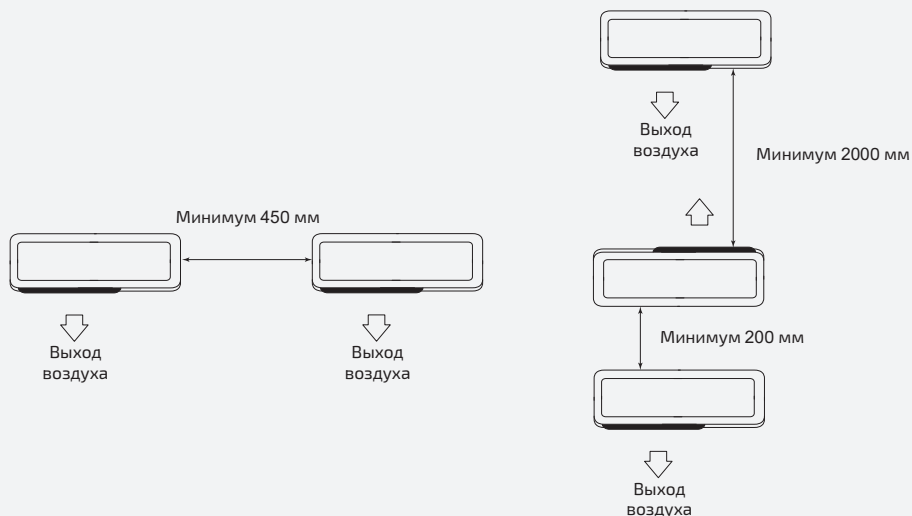 Выход
воздуха
Минимум 2000 мм
Минимум 450 мм
Выход
воздуха
Выход
воздуха
Минимум 200 мм
Выход
воздуха